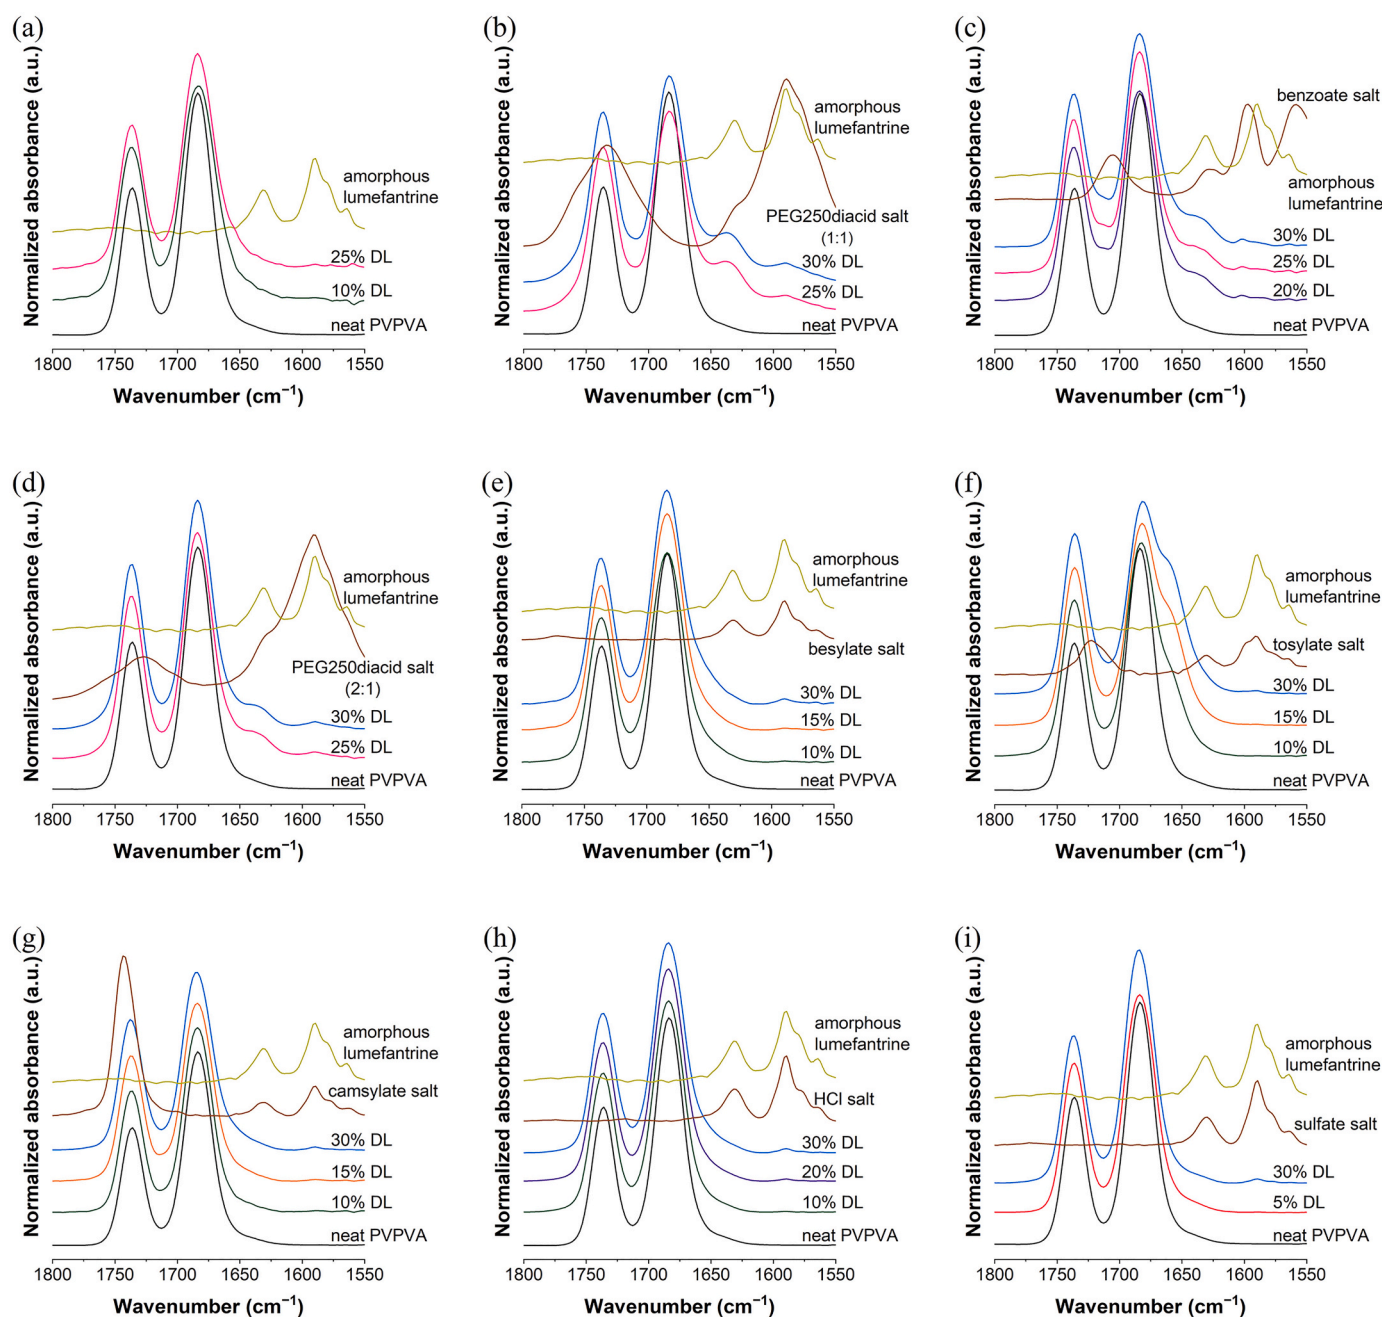 (a)
Normalized absorbance (a.u.)
amorphous
lumefantrine
25% DL
10% DL
neat PVPVA
1800 1750 1700 1650 1600 1550
Wavenumber (cm⁻¹)
(b)
Normalized absorbance (a.u.)
amorphous
lumefantrine
PEG250diacid salt
(1:1)
30% DL
25% DL
neat PVPVA
1800 1750 1700 1650 1600 1550
Wavenumber (cm⁻¹)
(c)
Normalized absorbance (a.u.)
benzoate salt
amorphous
lumefantrine
30% DL
25% DL
20% DL
neat PVPVA
1800 1750 1700 1650 1600 1550
Wavenumber (cm⁻¹)
(d)
Normalized absorbance (a.u.)
amorphous
lumefantrine
PEG250diacid salt
(2:1)
30% DL
25% DL
neat PVPVA
1800 1750 1700 1650 1600 1550
Wavenumber (cm⁻¹)
(e)
Normalized absorbance (a.u.)
amorphous
lumefantrine
besylate salt
30% DL
15% DL
10% DL
neat PVPVA
1800 1750 1700 1650 1600 1550
Wavenumber (cm⁻¹)
(f)
Normalized absorbance (a.u.)
amorphous
lumefantrine
tosylate salt
30% DL
15% DL
10% DL
neat PVPVA
1800 1750 1700 1650 1600 1550
Wavenumber (cm⁻¹)
(g)
Normalized absorbance (a.u.)
amorphous
lumefantrine
camsylate salt
30% DL
15% DL
10% DL
neat PVPVA
1800 1750 1700 1650 1600 1550
Wavenumber (cm⁻¹)
(h)
Normalized absorbance (a.u.)
amorphous
lumefantrine
HCl salt
30% DL
20% DL
10% DL
neat PVPVA
1800 1750 1700 1650 1600 1550
Wavenumber (cm⁻¹)
(i)
Normalized absorbance (a.u.)
amorphous
lumefantrine
sulfate salt
30% DL
5% DL
neat PVPVA
1800 1750 1700 1650 1600 1550
Wavenumber (cm⁻¹)